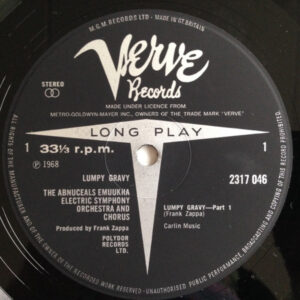 M.G.M. RECORDS LTD - MADE IN GT. BRITAIN
Verve
Records
STEREO
MADE UNDER LICENCE FROM
METRO-GOLDWYN-MAYER INC., OWNERS OF THE TRADE MARK "VERVE"
LONG PLAY
1
33⅓ r.p.m.
1
℗ 1968
2317 046
LUMPY GRAVY
THE ABNUCEALS EMUUKHA
ELECTRIC SYMPHONY
ORCHESTRA AND
CHORUS
Produced by Frank Zappa
POLYDOR
RECORDS
LTD.
LUMPY GRAVY—Part 1
(Frank Zappa)
Carlin Music
ALL RIGHTS OF THE MANUFACTURER AND OF THE OWNER OF THE RECORDED WORK RESERVED - UNAUTHORISED PUBLIC PERFORMANCE, BROADCASTING AND COPYING OF THIS RECORD PROHIBITED.